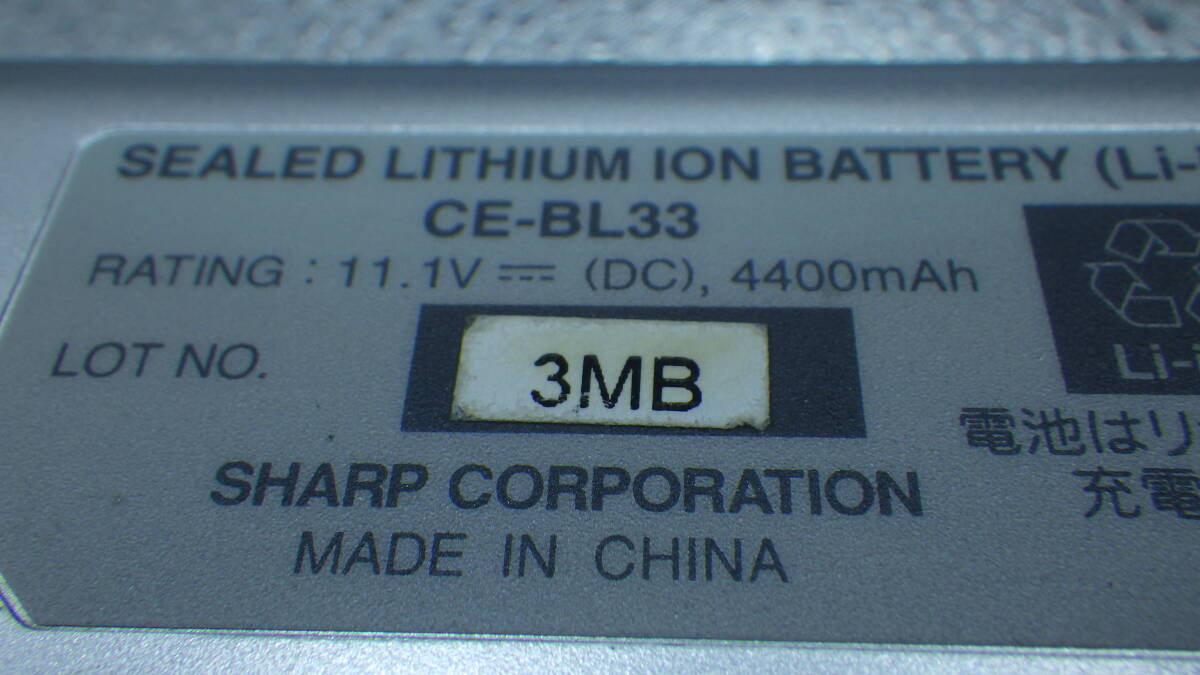 SEALED LITHIUM ION BATTERY (Li-
CE-BL33
RATING : 11.1V ⎓ (DC), 4400mAh
LOT NO. 3MB
Li-
電池はリ
充電
SHARP CORPORATION
MADE IN CHINA